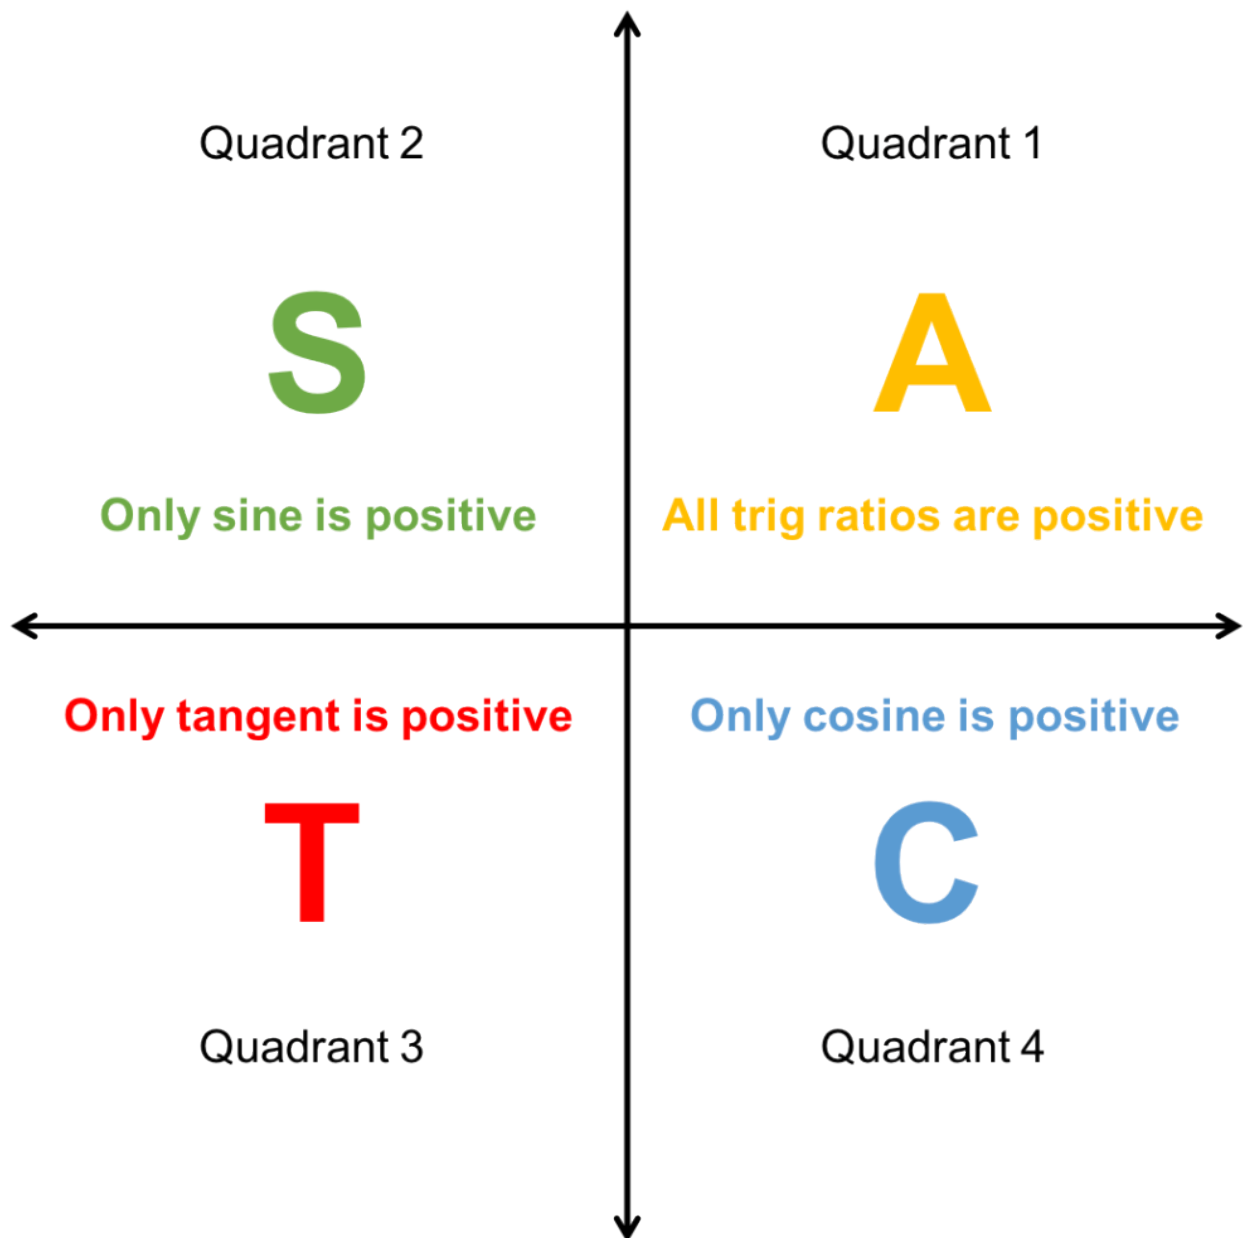 Quadrant 2
Quadrant 1
S
A
Only sine is positive
All trig ratios are positive
Only tangent is positive
Only cosine is positive
T
C
Quadrant 3
Quadrant 4